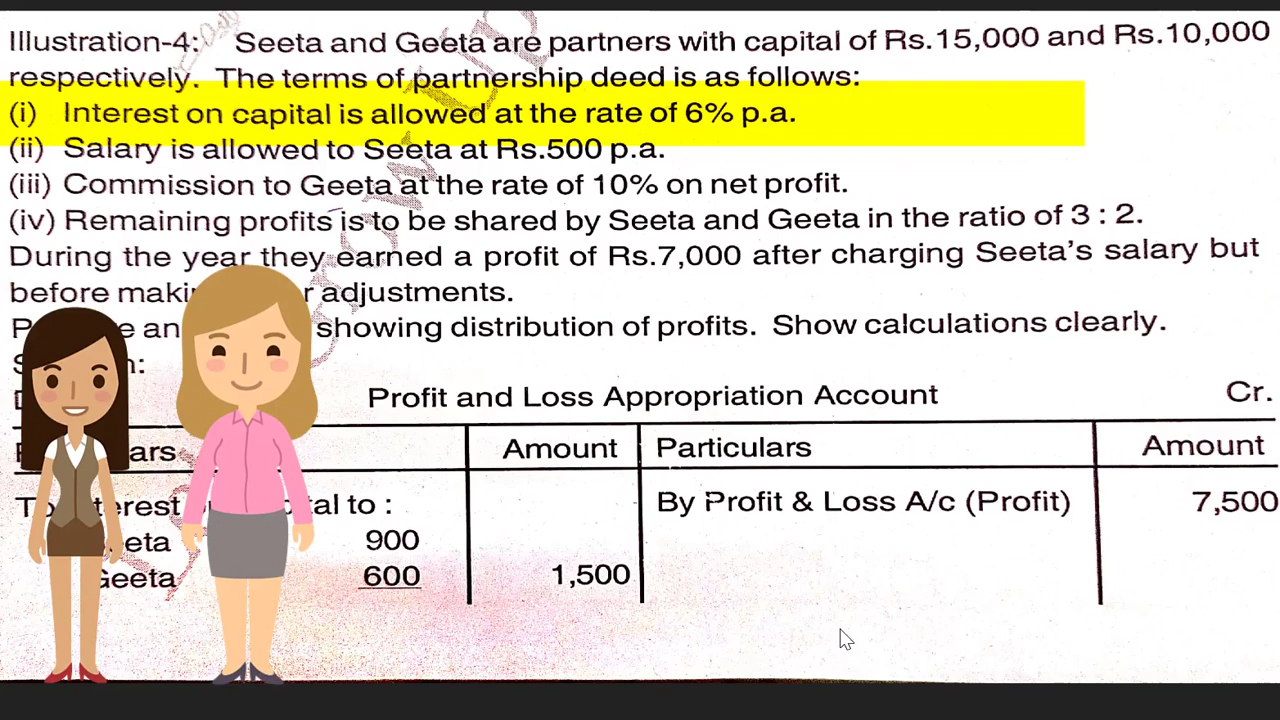 Illustration-4: Seeta and Geeta are partners with capital of Rs.15,000 and Rs.10,000
respectively. The terms of partnership deed is as follows:
(i) Interest on capital is allowed at the rate of 6% p.a.
(ii) Salary is allowed to Seeta at Rs.500 p.a.
(iii) Commission to Geeta at the rate of 10% on net profit.
(iv) Remaining profits is to be shared by Seeta and Geeta in the ratio of 3 : 2.
During the year they earned a profit of Rs.7,000 after charging Seeta's salary but
before adjustments.
showing distribution of profits. Show calculations clearly.
Profit and Loss Appropriation Account Cr.
Amount Particulars Amount
To to : By Profit & Loss A/c (Profit) 7,500
900
Geeta 600 1,500